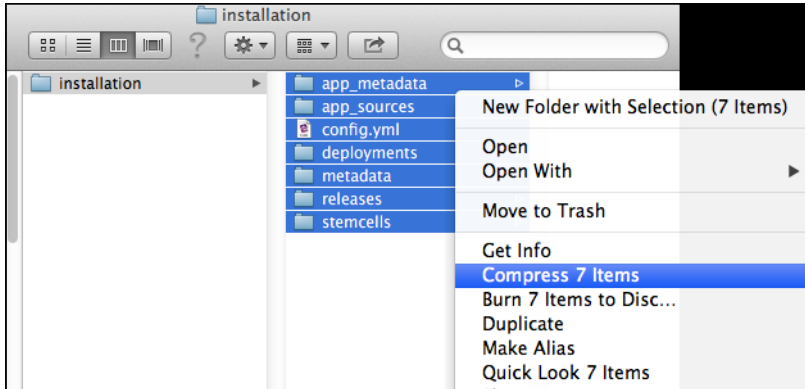 installation
?
installation
app_metadata
app_sources
config.yml
deployments
metadata
releases
stemcells
New Folder with Selection (7 Items)
Open
Open With
Move to Trash
Get Info
Compress 7 Items
Burn 7 Items to Disc...
Duplicate
Make Alias
Quick Look 7 Items